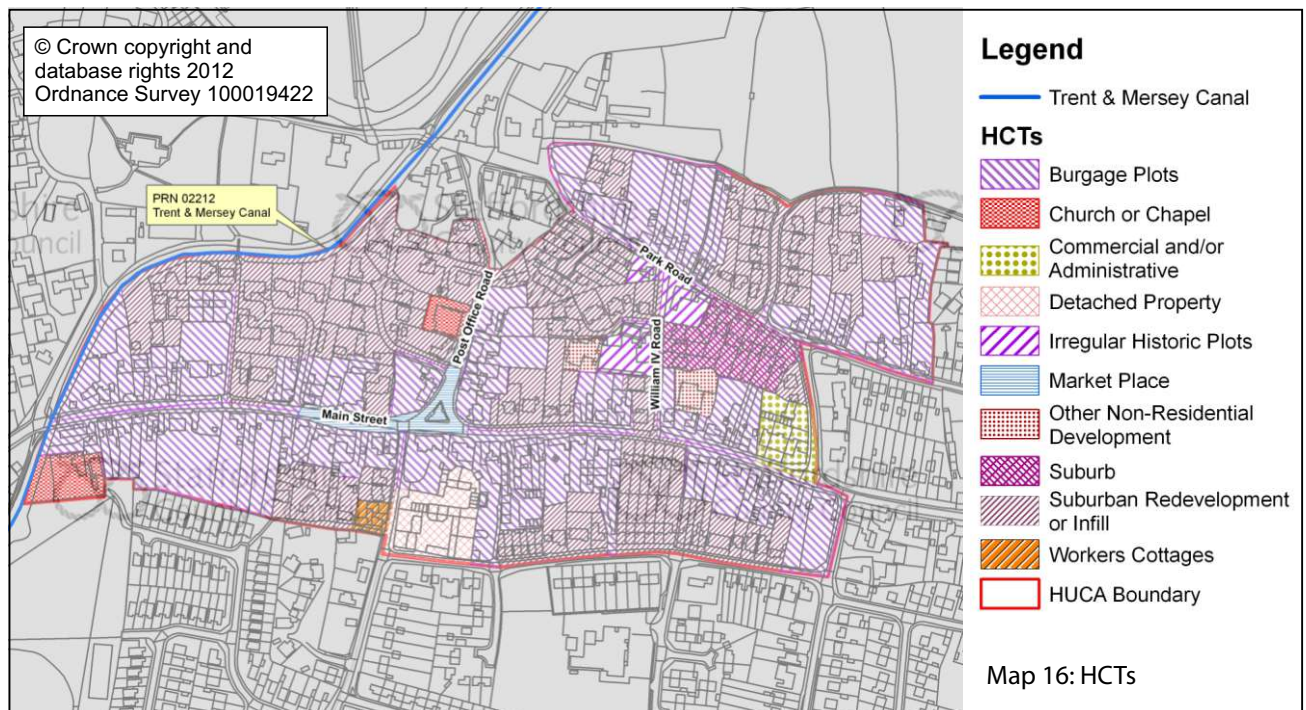 © Crown copyright and
database rights 2012
Ordnance Survey 100019422
PRN 02212
Trent & Mersey Canal
Park Road
Post Office Road
William IV Road
Main Street
Legend
Trent & Mersey Canal
HCTs
Burgage Plots
Church or Chapel
Commercial and/or
Administrative
Detached Property
Irregular Historic Plots
Market Place
Other Non-Residential
Development
Suburb
Suburban Redevelopment
or Infill
Workers Cottages
HUCA Boundary
Map 16: HCTs